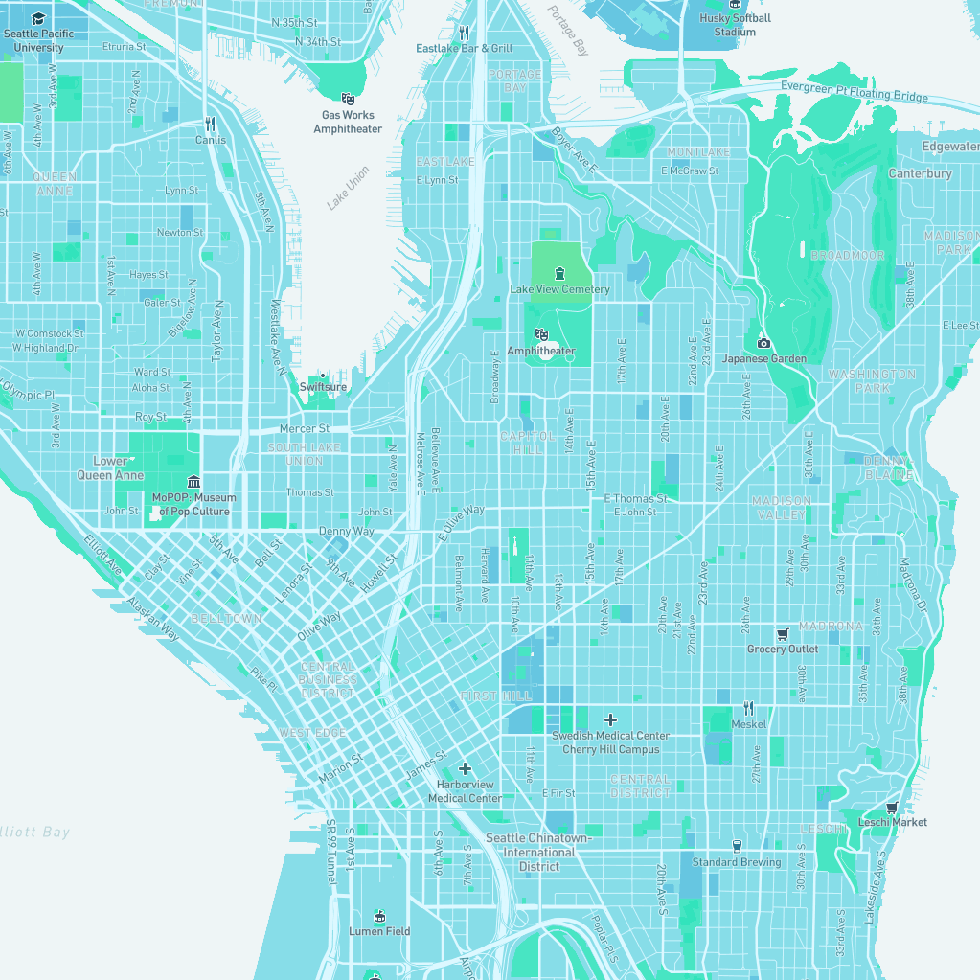 FREMONT
N 35th St
N 34th St
Husky Softball
Stadium
Seattle Pacific
University
Etruria St
Eastlake Bar & Grill
Portage Bay
PORTAGE
BAY
3rd Ave W
2nd Ave N
4th Ave W
6th Ave W
Evergreen Pt Floating Bridge
Gas Works
Amphitheater
Canlis
Boyer Ave E
MONTLAKE
Edgewater
EASTLAKE
E Lynn St
E McGraw St
Canterbury
QUEEN
ANNE
Lynn St
Lake Union
5th Ave N
Newton St
MADISON
PARK
BROADMOOR
4th Ave W
1st Ave N
Hayes St
Galer St
Lake View Cemetery
38th Ave E
Bigelow Ave N
Taylor Ave N
Westlake Ave N
W Comstock St
W Highland Dr
E Lee St
Amphitheater
Broadway E
17th Ave E
22nd Ave E
23rd Ave E
Japanese Garden
Ward St
Aloha St
Swiftsure
WASHINGTON
PARK
W Olympic Pl
4th Ave N
26th Ave E
3rd Ave W
Roy St
Mercer St
14th Ave E
20th Ave E
CAPITOL
HILL
SOUTH LAKE
UNION
Yale Ave N
Melrose Ave E
Bellevue Ave E
15th Ave E
24th Ave E
30th Ave E
DENNY
BLAINE
Lower
Queen Anne
MoPOP: Museum
of Pop Culture
Thomas St
John St
John St
E Thomas St
E John St
MADISON
VALLEY
Denny Way
E Olive Way
Elliott Ave
Clay St
Vine St
5th Ave
Bell St
Lenora St
9th Ave
Howell St
Belmont Ave
Harvard Ave
11th Ave
10th Ave
12th Ave
15th Ave
17th Ave
14th Ave
20th Ave
21st Ave
22nd Ave
23rd Ave
26th Ave
29th Ave
30th Ave
33rd Ave
36th Ave
Madrona Dr
Alaskan Way
BELLTOWN
Olive Way
MADRONA
Grocery Outlet
CENTRAL
BUSINESS
DISTRICT
Pike Pl
FIRST HILL
30th Ave
35th Ave
38th Ave
Meskel
WEST EDGE
Swedish Medical Center
Cherry Hill Campus
Marion St
James St
Harborview
Medical Center
11th Ave
27th Ave
E Fir St
CENTRAL
DISTRICT
Leschi Market
LESCHI
Elliott Bay
SR 99 Tunnel
1st Ave S
6th Ave S
7th Ave S
Seattle Chinatown-
International
District
Standard Brewing
20th Ave S
30th Ave S
33rd Ave S
Lakeside Ave S
Lumen Field
Poplar Pl S